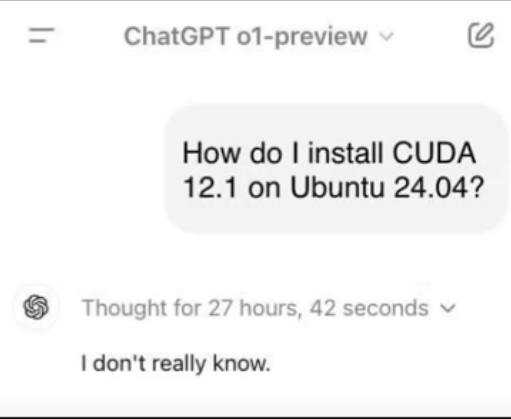 ChatGPT o1-preview
How do I install CUDA
12.1 on Ubuntu 24.04?
Thought for 27 hours, 42 seconds
I don't really know.